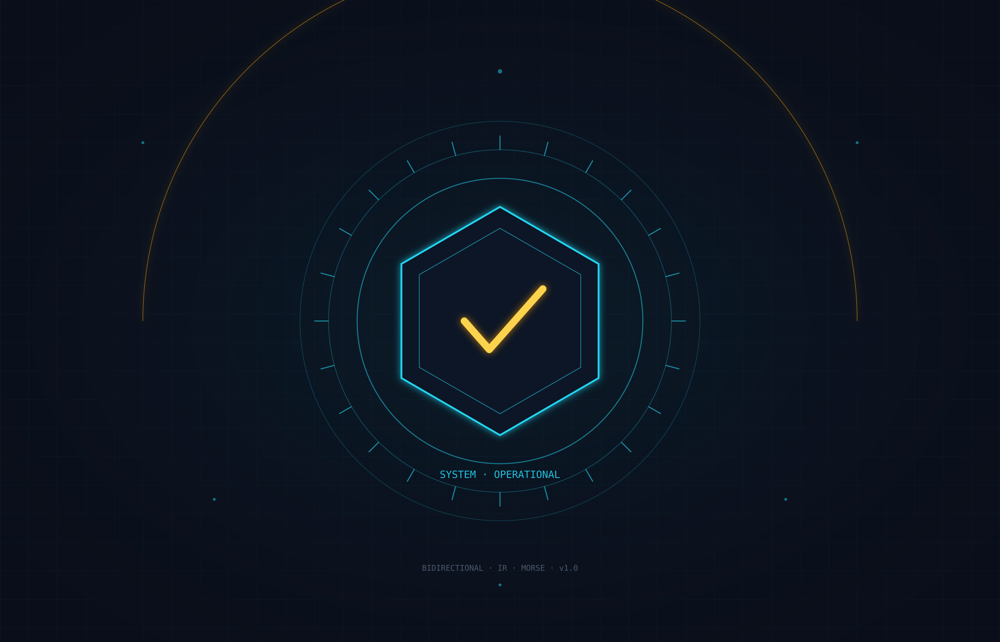 SYSTEM · OPERATIONAL
BIDIRECTIONAL · IR · MORSE · v1.0